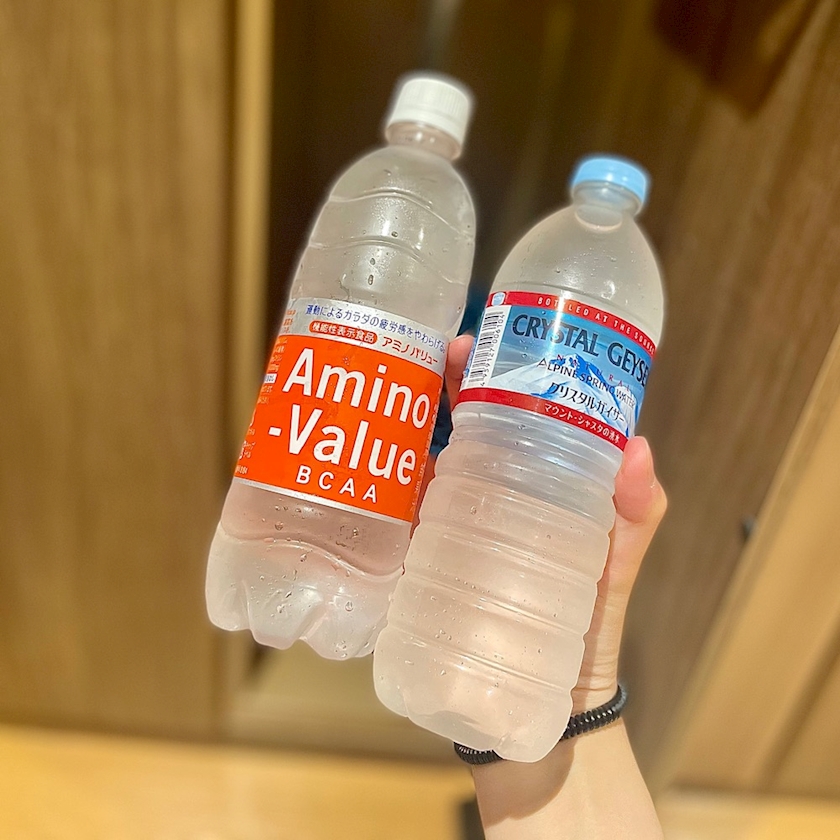 運動によるカラダの疲労感をやわらげる
機能性表示食品 アミノバリュー
Amino
-Value
BCAA
BOTTLED AT THE SOURCE
CRYSTAL GEYSE
ALPINE SPRING WATER
クリスタルガイザー
マウント・シャスタの湧水